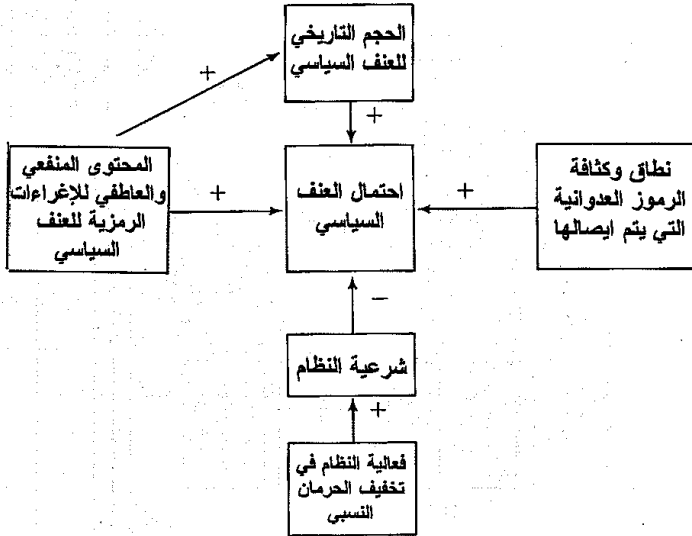 الحجم التاريخي
للعنف السياسي
+
+
المحتوى المنفعي
والعاطفي للإغراءات
الرمزية للعنف
السياسي
+
احتمال العنف
السياسي
+
نطاق وكثافة
الرموز العدوانية
التي يتم ايصالها
−
شرعية النظام
+
فعالية النظام في
تخفيف الحرمان
النسبي